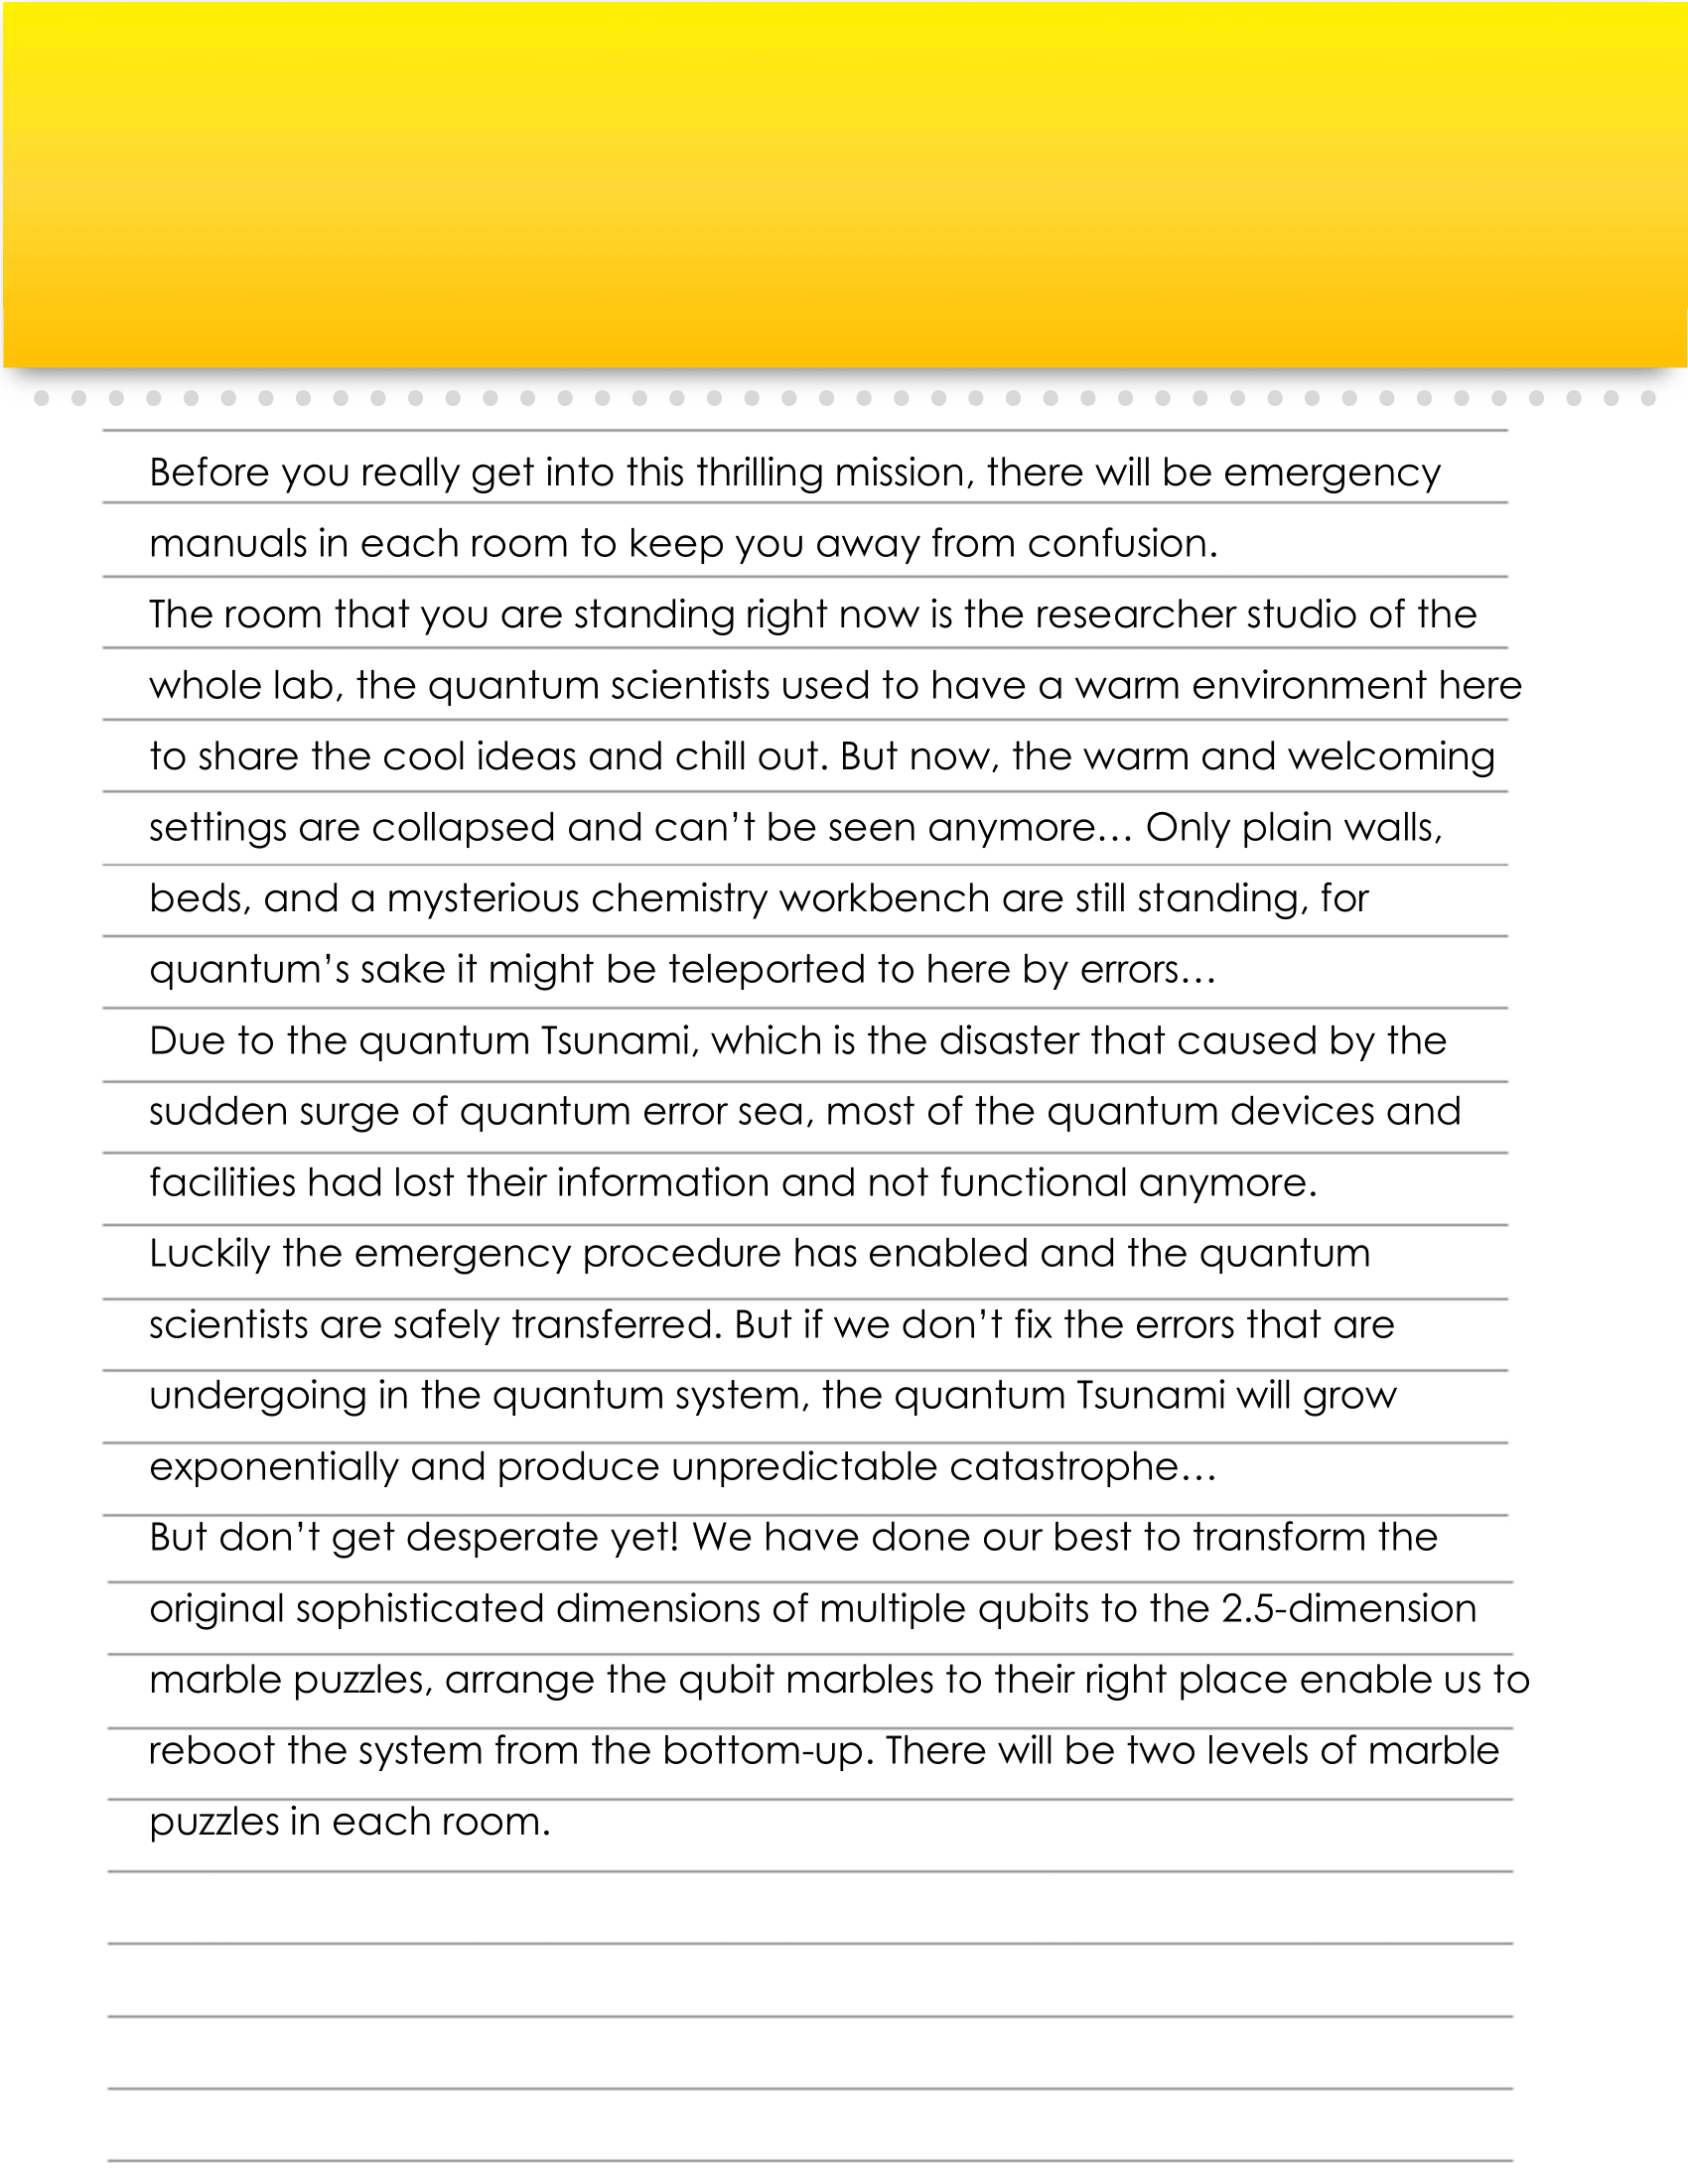 Before you really get into this thrilling mission, there will be emergency
manuals in each room to keep you away from confusion.
The room that you are standing right now is the researcher studio of the
whole lab, the quantum scientists used to have a warm environment here
to share the cool ideas and chill out. But now, the warm and welcoming
settings are collapsed and can’t be seen anymore… Only plain walls,
beds, and a mysterious chemistry workbench are still standing, for
quantum’s sake it might be teleported to here by errors…
Due to the quantum Tsunami, which is the disaster that caused by the
sudden surge of quantum error sea, most of the quantum devices and
facilities had lost their information and not functional anymore.
Luckily the emergency procedure has enabled and the quantum
scientists are safely transferred. But if we don’t fix the errors that are
undergoing in the quantum system, the quantum Tsunami will grow
exponentially and produce unpredictable catastrophe…
But don’t get desperate yet! We have done our best to transform the
original sophisticated dimensions of multiple qubits to the 2.5-dimension
marble puzzles, arrange the qubit marbles to their right place enable us to
reboot the system from the bottom-up. There will be two levels of marble
puzzles in each room.